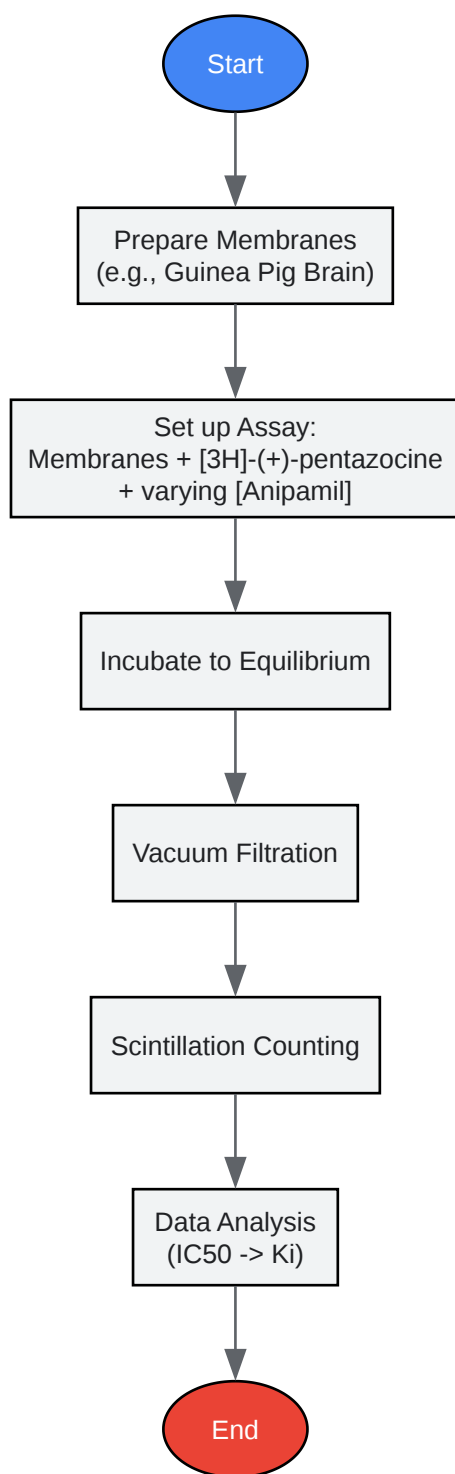 Start
Prepare Membranes
(e.g., Guinea Pig Brain)
Set up Assay:
Membranes + [3H]-(+)-pentazocine
+ varying [Anipamil]
Incubate to Equilibrium
Vacuum Filtration
Scintillation Counting
Data Analysis
(IC50 -> Ki)
End